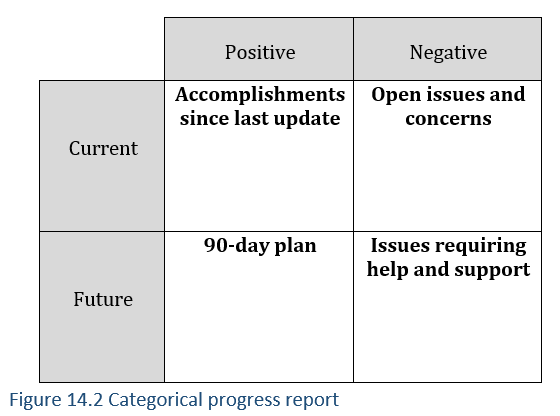 Positive
Negative
Current
Accomplishments
since last update
Open issues and
concerns
Future
90-day plan
Issues requiring
help and support
Figure 14.2 Categorical progress report